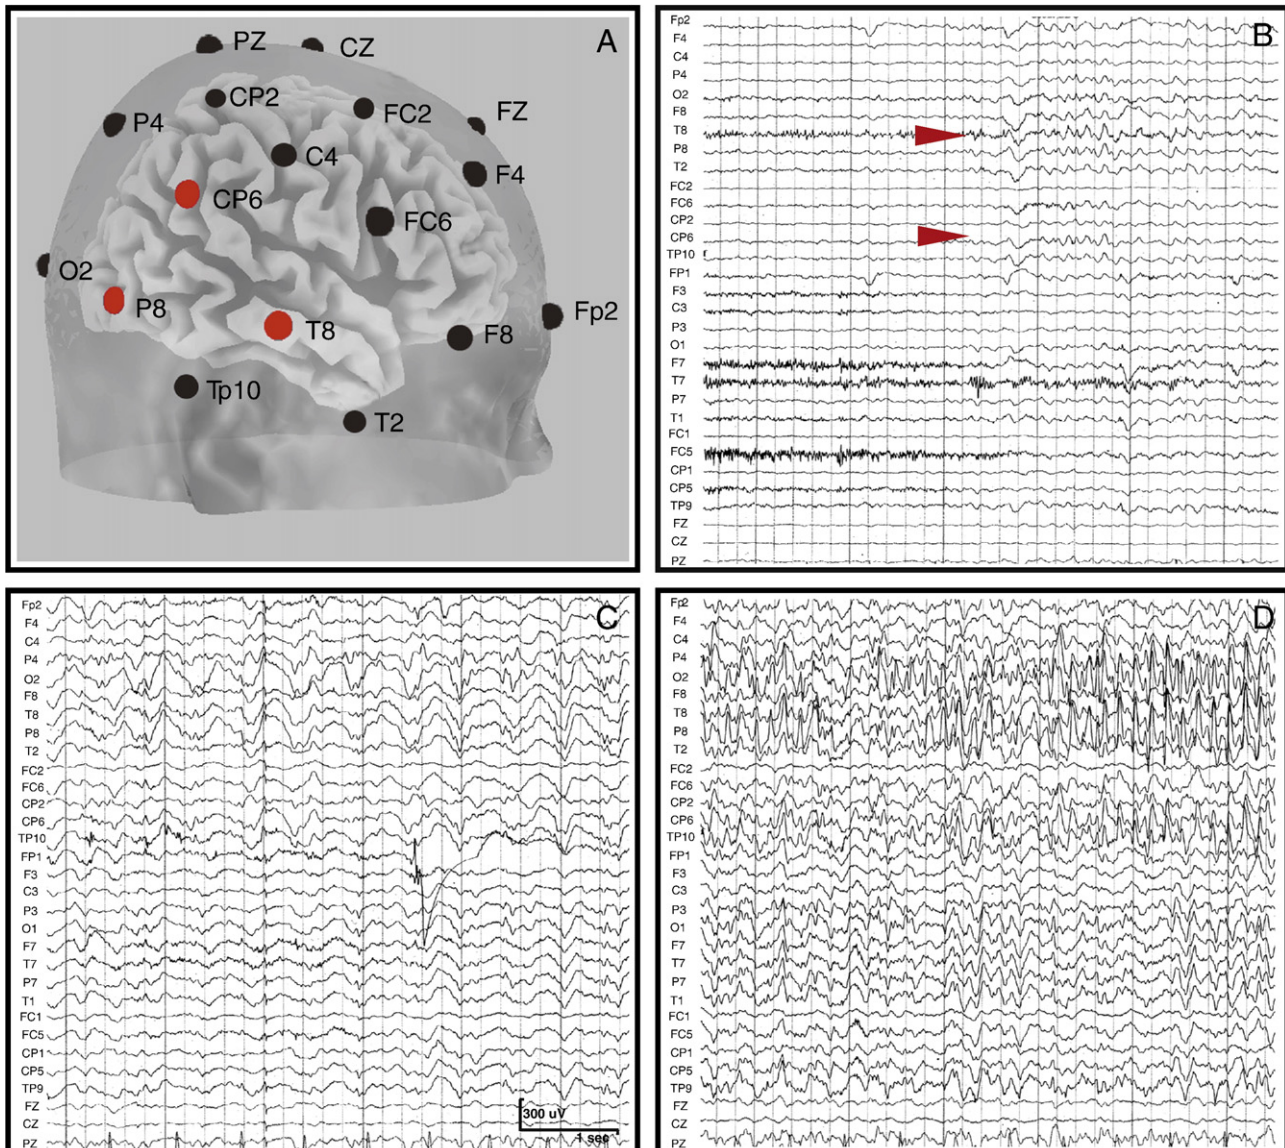 A
PZ
CZ
CP2
FC2
FZ
P4
C4
F4
CP6
FC6
O2
P8
T8
F8
Fp2
Tp10
T2
B
Fp2
F4
C4
P4
O2
F8
T8
P8
T2
FC2
FC6
CP2
CP6
TP10
FP1
F3
C3
P3
O1
F7
T7
P7
T1
FC1
FC5
CP1
CP5
TP9
FZ
CZ
PZ
C
Fp2
F4
C4
P4
O2
F8
T8
P8
T2
FC2
FC6
CP2
CP6
TP10
FP1
F3
C3
P3
O1
F7
T7
P7
T1
FC1
FC5
CP1
CP5
TP9
FZ
CZ
PZ
300 uV
1 sec
D
Fp2
F4
C4
P4
O2
F8
T8
P8
T2
FC2
FC6
CP2
CP6
TP10
FP1
F3
C3
P3
O1
F7
T7
P7
T1
FC1
FC5
CP1
CP5
TP9
FZ
CZ
PZ